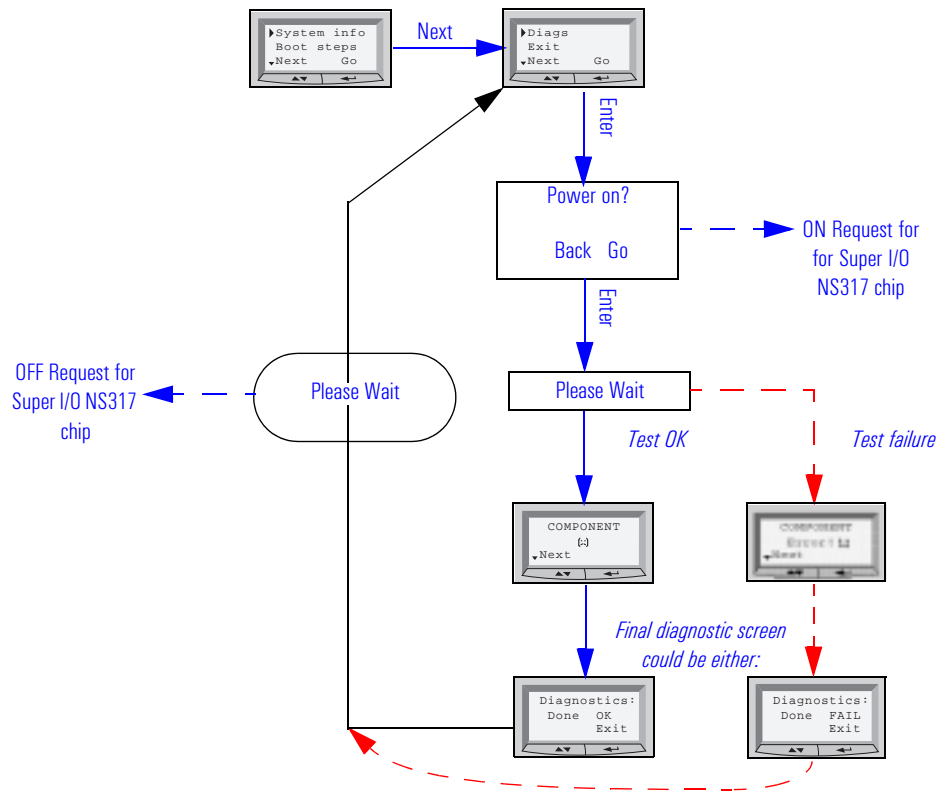 System info
Boot steps
Next Go
Next
Diags
Exit
Next Go
Enter
Power on?
Back Go
ON Request for
for Super I/O
NS317 chip
Enter
OFF Request for
Super I/O NS317
chip
Please Wait
Please Wait
Test OK
Test failure
COMPONENT
(::)
Next
COMPONENT
Error!
Next
Final diagnostic screen
could be either:
Diagnostics:
Done OK
Exit
Diagnostics:
Done FAIL
Exit